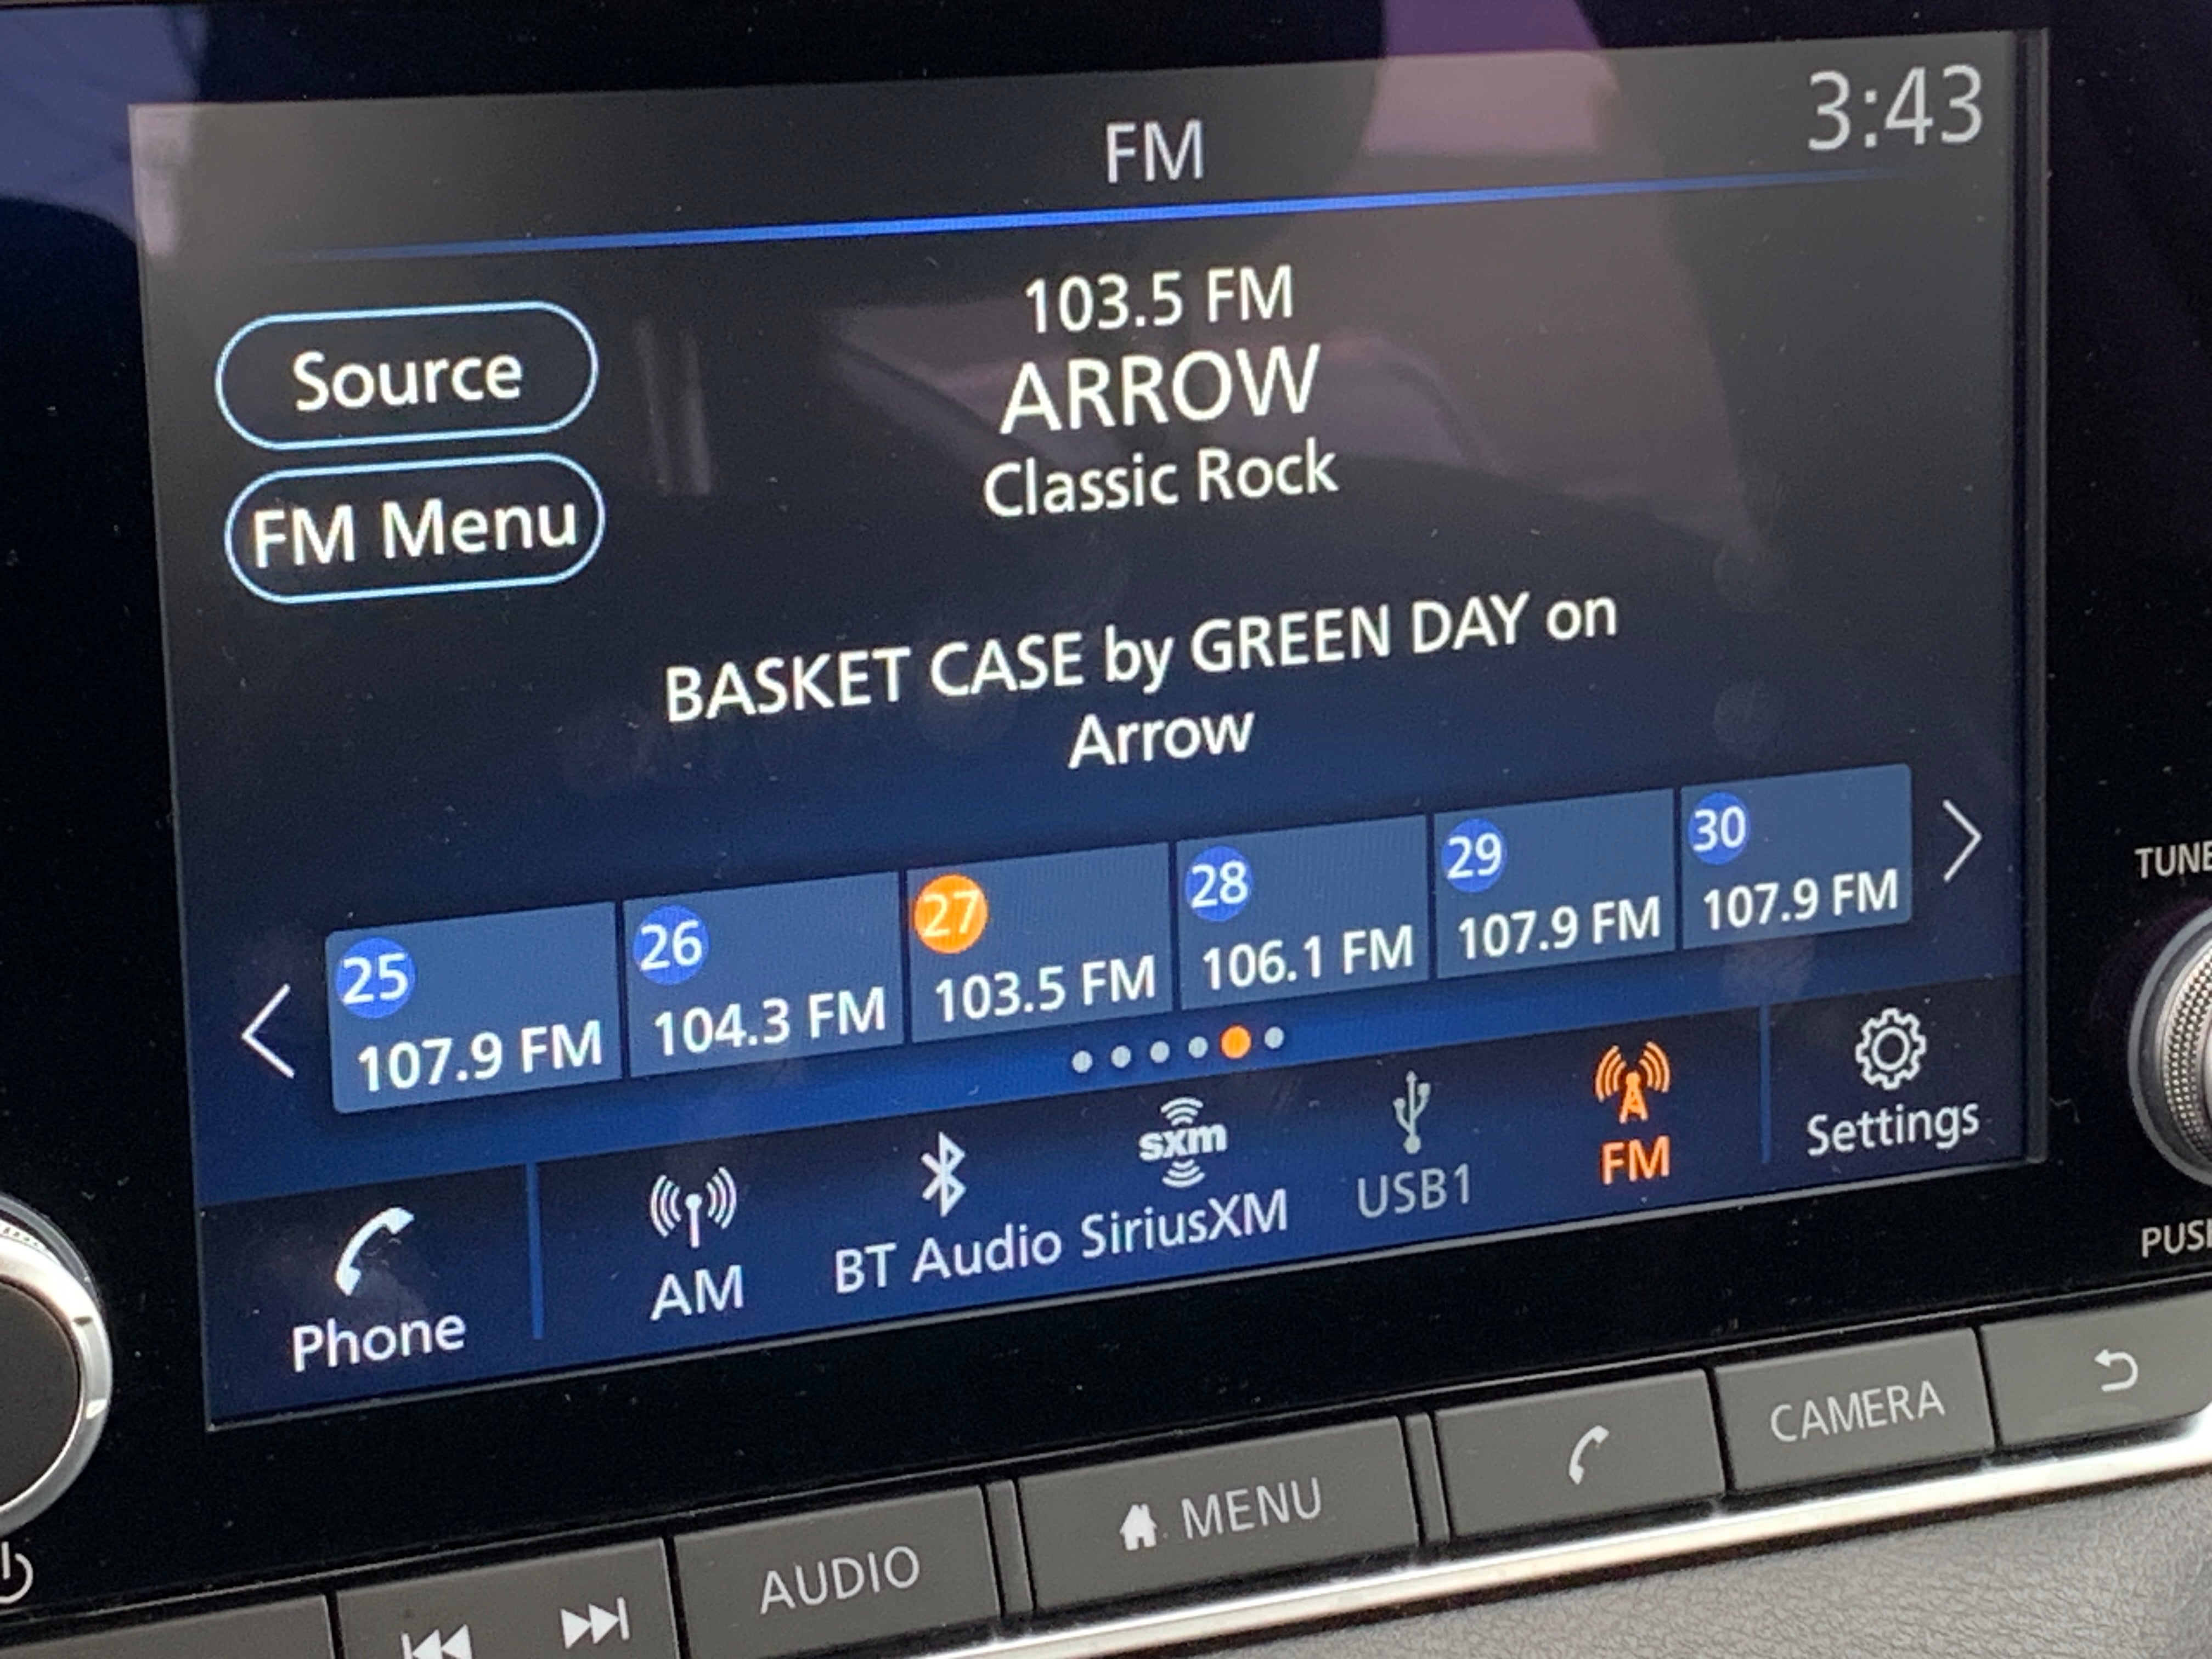 FM
3:43
Source
FM Menu
103.5 FM
ARROW
Classic Rock
BASKET CASE by GREEN DAY on
Arrow
25
107.9 FM
26
104.3 FM
27
103.5 FM
28
106.1 FM
29
107.9 FM
30
107.9 FM
Phone
AM
BT Audio
sxm
SiriusXM
USB1
FM
Settings
TUNE
AUDIO
MENU
CAMERA